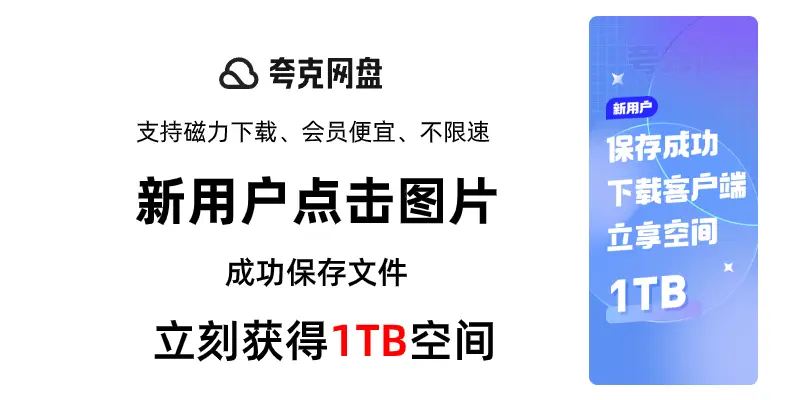 夸克网盘
支持磁力下载、会员便宜、不限速
新用户点击图片
成功保存文件
立刻获得1TB空间
新用户
保存成功
下载客户端
立享空间
1TB